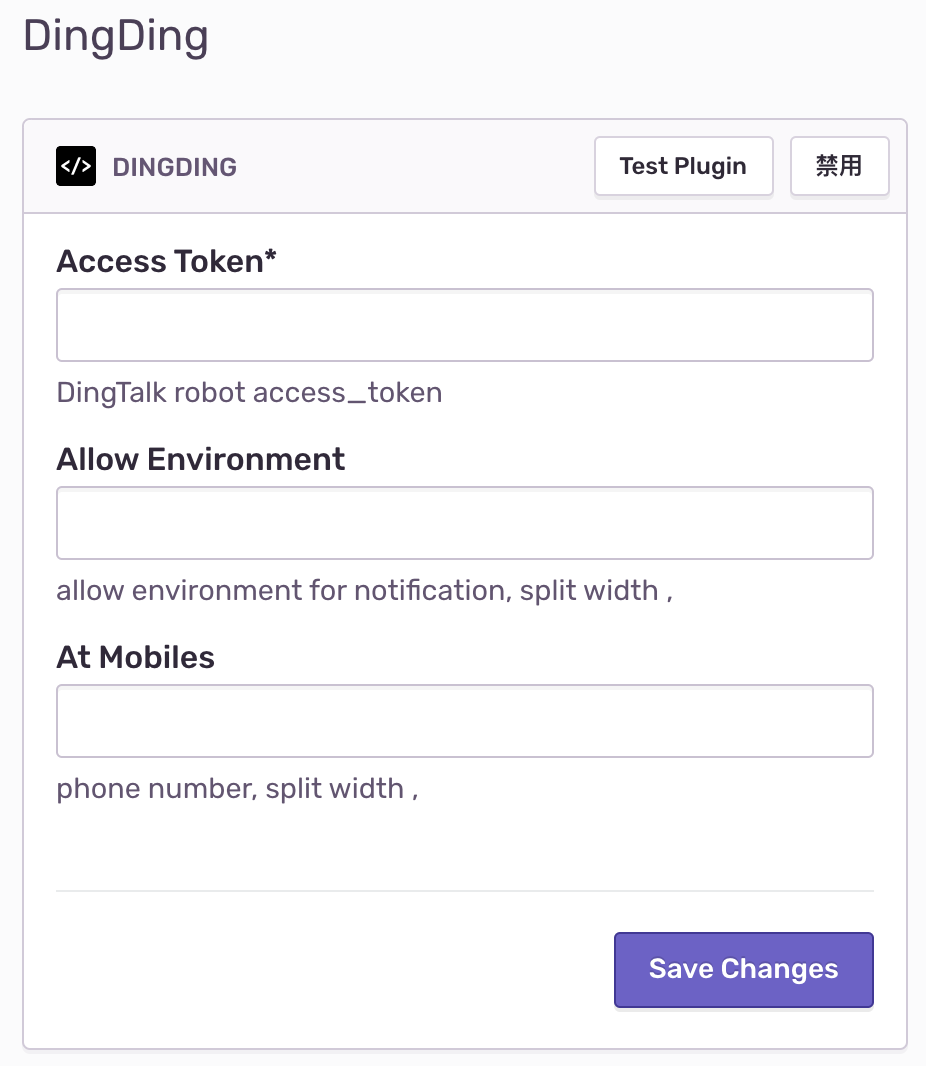 DingDing
</> DINGDING Test Plugin 禁用
Access Token*
DingTalk robot access_token
Allow Environment
allow environment for notification, split width ,
At Mobiles
phone number, split width ,
Save Changes